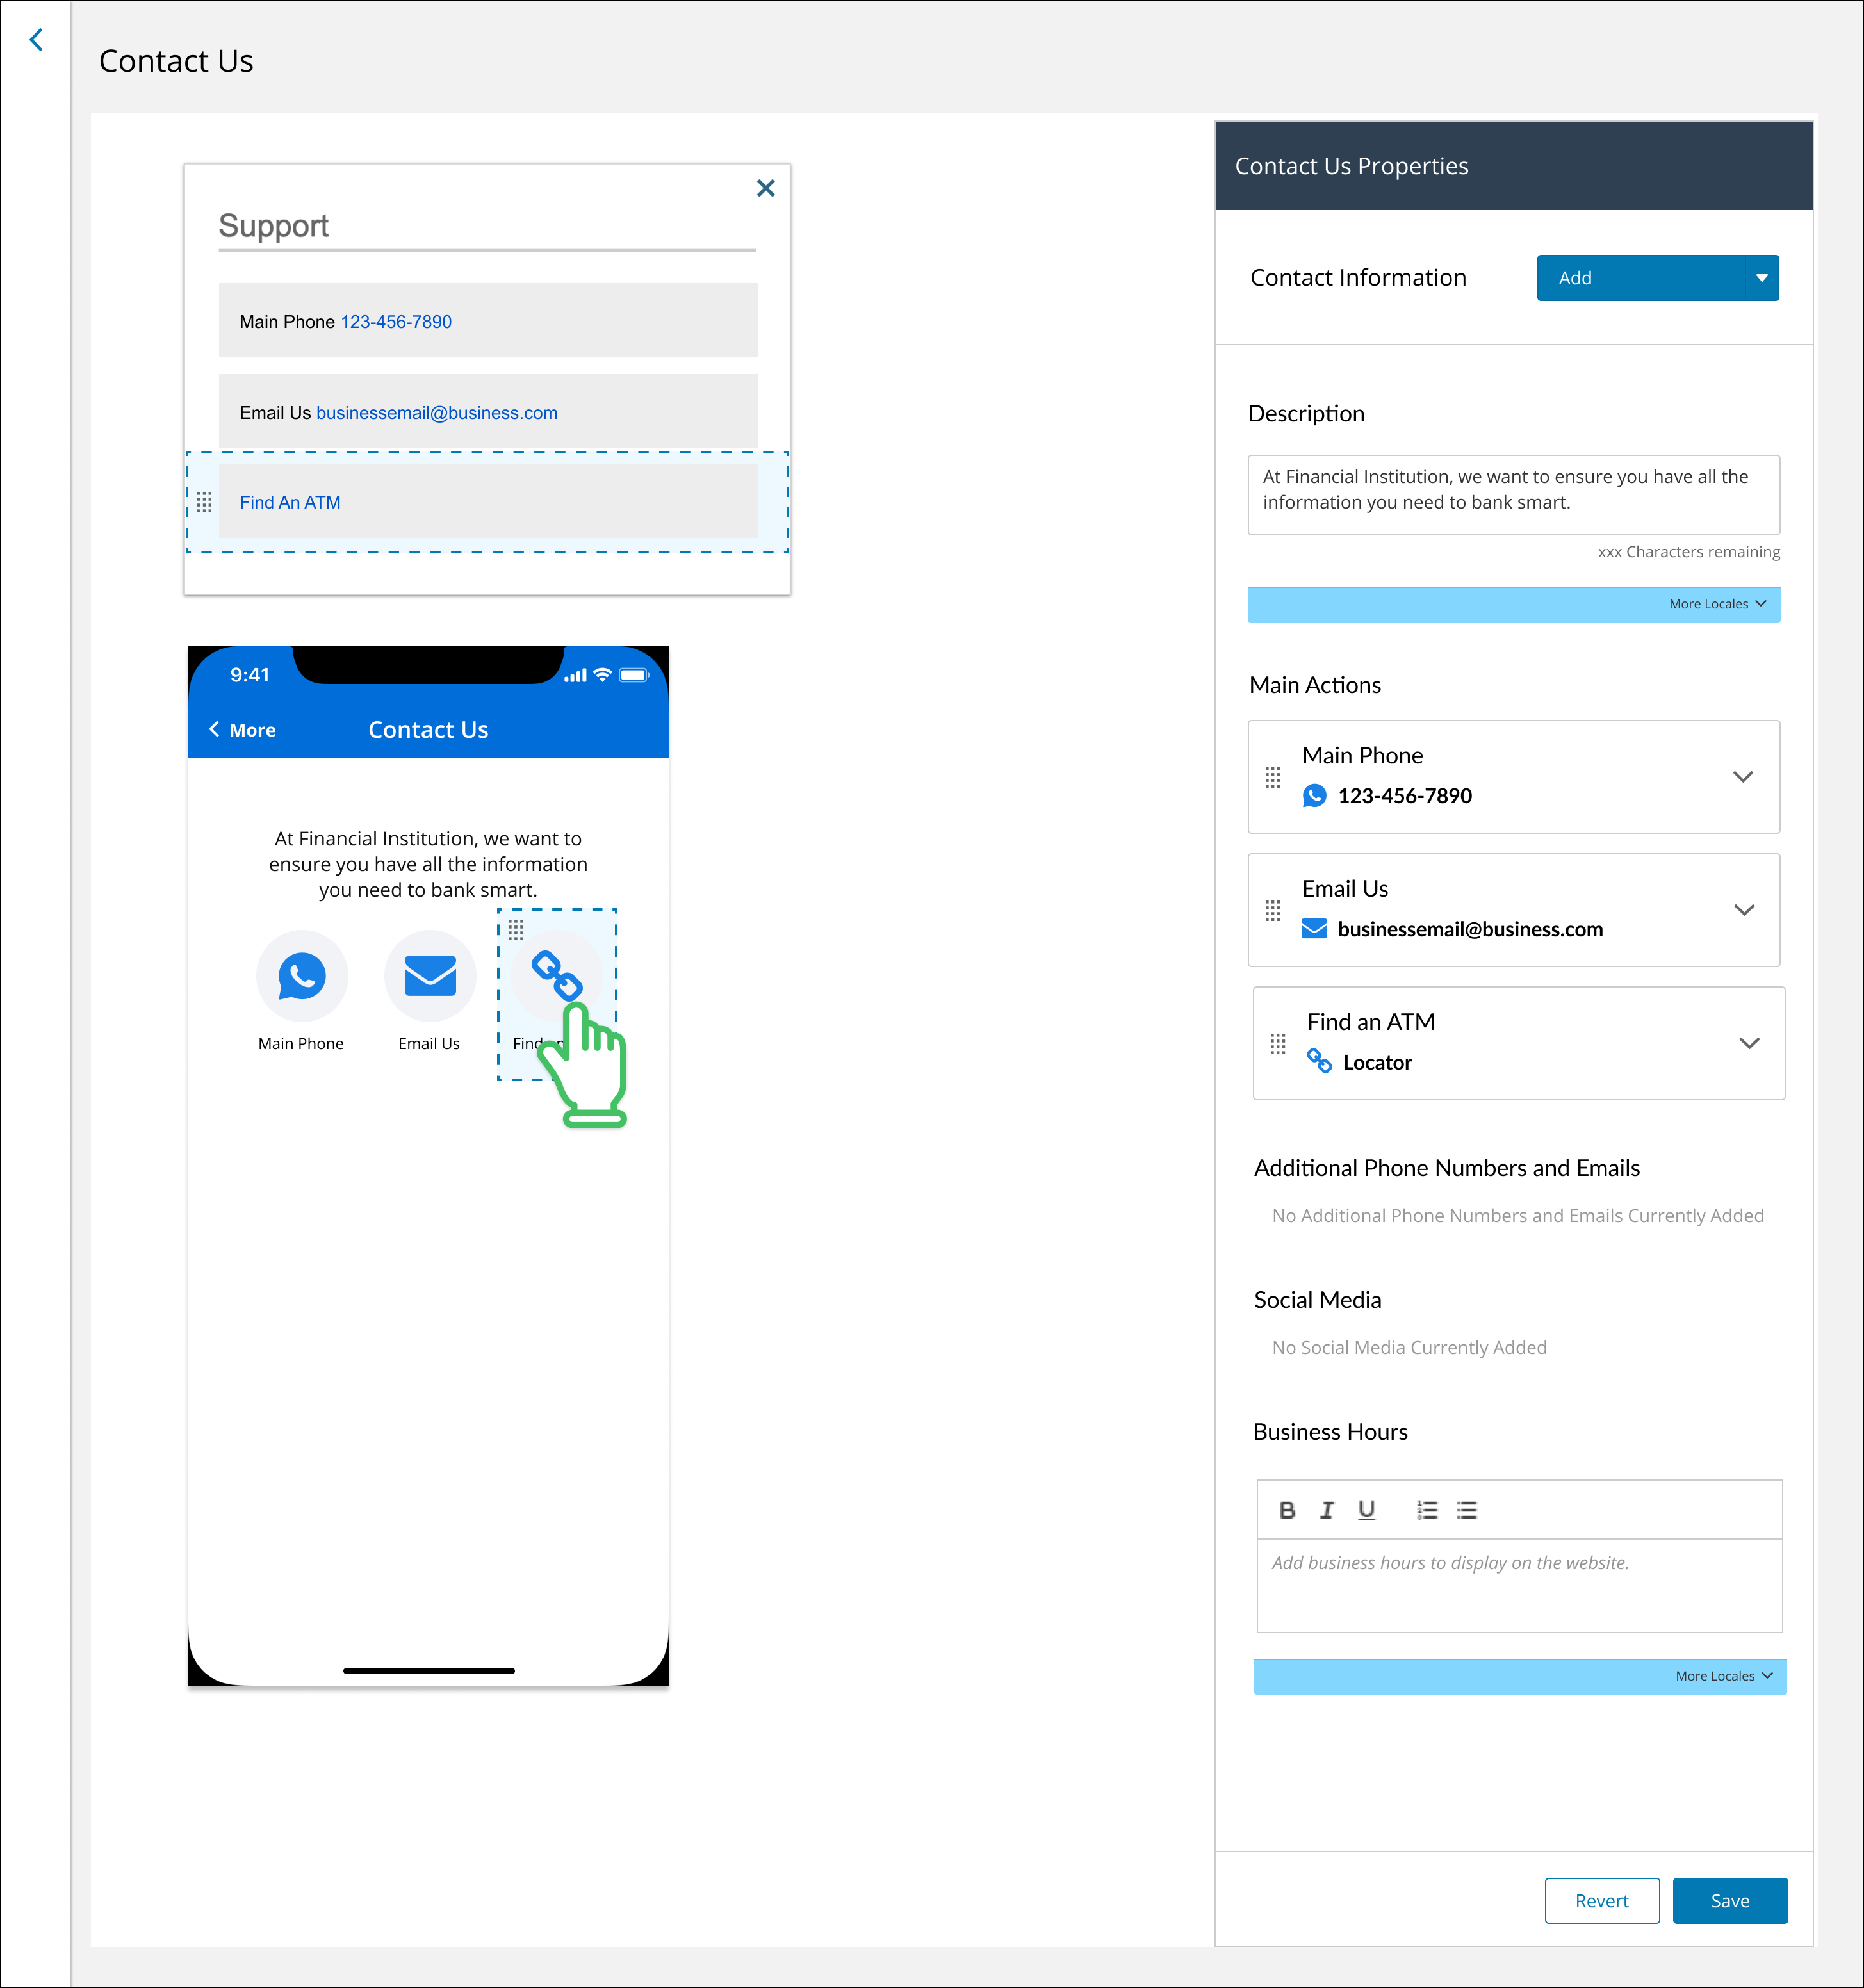 Contact Us
Support
Main Phone 123-456-7890
Email Us businessemail@business.com
Find An ATM
9:41
More
Contact Us
At Financial Institution, we want to
ensure you have all the information
you need to bank smart.
Main Phone
Email Us
Contact Us Properties
Contact Information
Add
Description
At Financial Institution, we want to ensure you have all the
information you need to bank smart.
xxx Characters remaining
More Locales
Main Actions
Main Phone
123-456-7890
Email Us
businessemail@business.com
Find an ATM
Locator
Additional Phone Numbers and Emails
No Additional Phone Numbers and Emails Currently Added
Social Media
No Social Media Currently Added
Business Hours
B I U
Add business hours to display on the website.
More Locales
Revert
Save